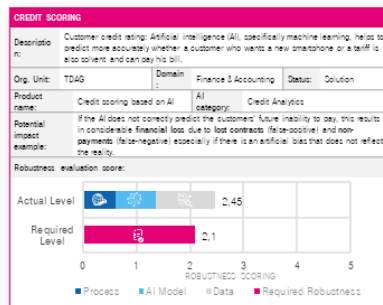 CREDIT SCORING
Descriptio
n:
Customer credit rating: Artificial intelligence (AI), specifically machine learning, helps to
predict more accurately whether a customer who wants a new smartphone or a tariff is
also solvent and can pay his bill.
Org. Unit: TDAG Domain
: Finance & Accounting Status: Solution
Product
name: Credit scoring based on AI AI
category: Credit Analytics
Potential
impact
example:
If the AI does not correctly predict the customers' future inability to pay, this results
in considerable financial loss due to lost contracts (false-positive) and non-
payments (false-negative) especially if there is an artificial bias that does not reflect
the reality.
Robustness evaluation score:
Actual Level 2,45
Required
Level 2,1
0 1 2 3 4 5
ROBUSTNESS SCORING
Process AI Model Data Required Robustness